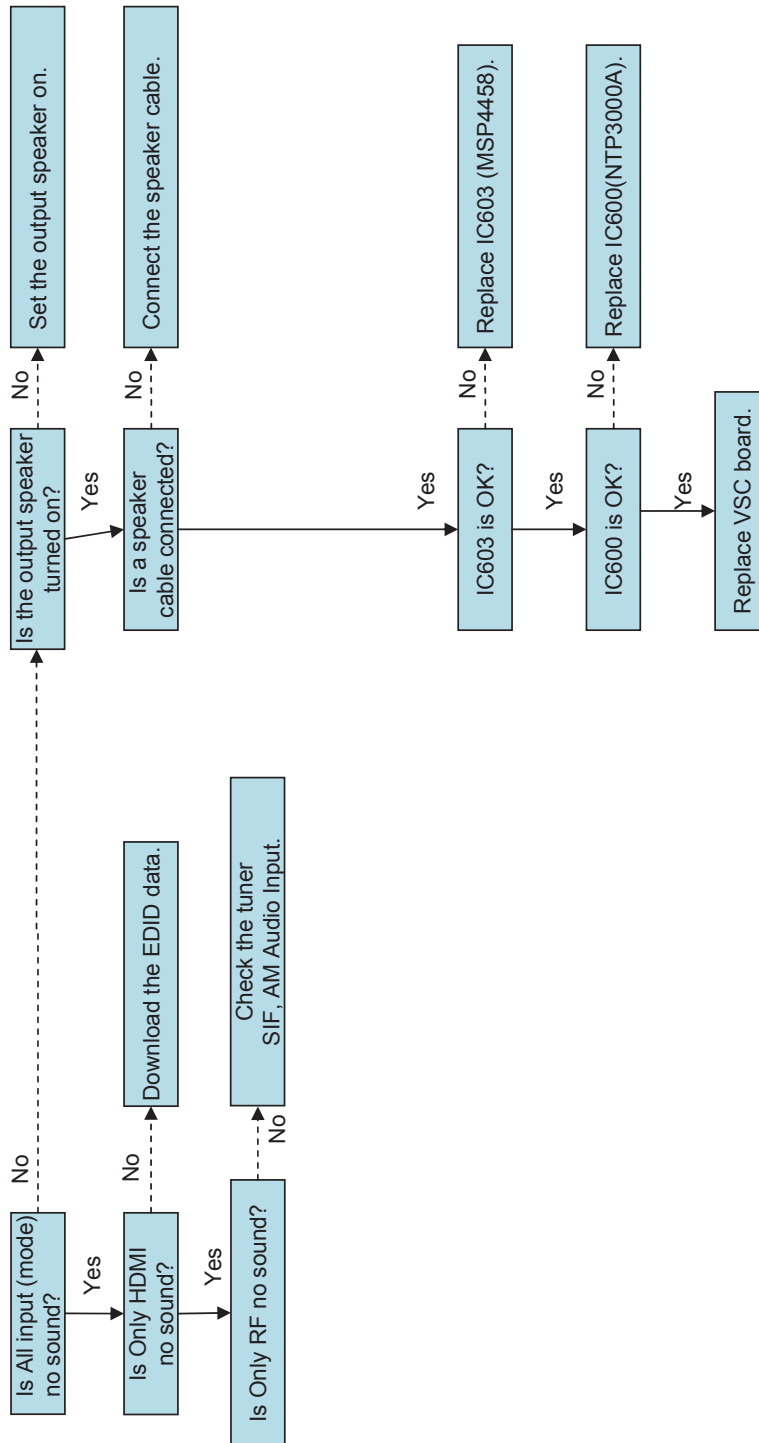 Is All input (mode)
no sound?
No
Yes
Is Only HDMI
no sound?
No
Download the EDID data.
Yes
Is Only RF no sound?
No
Check the tuner
SIF, AM Audio Input.
Is the output speaker
turned on?
No
Set the output speaker on.
Yes
Is a speaker
cable connected?
No
Connect the speaker cable.
Yes
IC603 is OK?
No
Replace IC603 (MSP4458).
Yes
IC600 is OK?
No
Replace IC600(NTP3000A).
Yes
Replace VSC board.